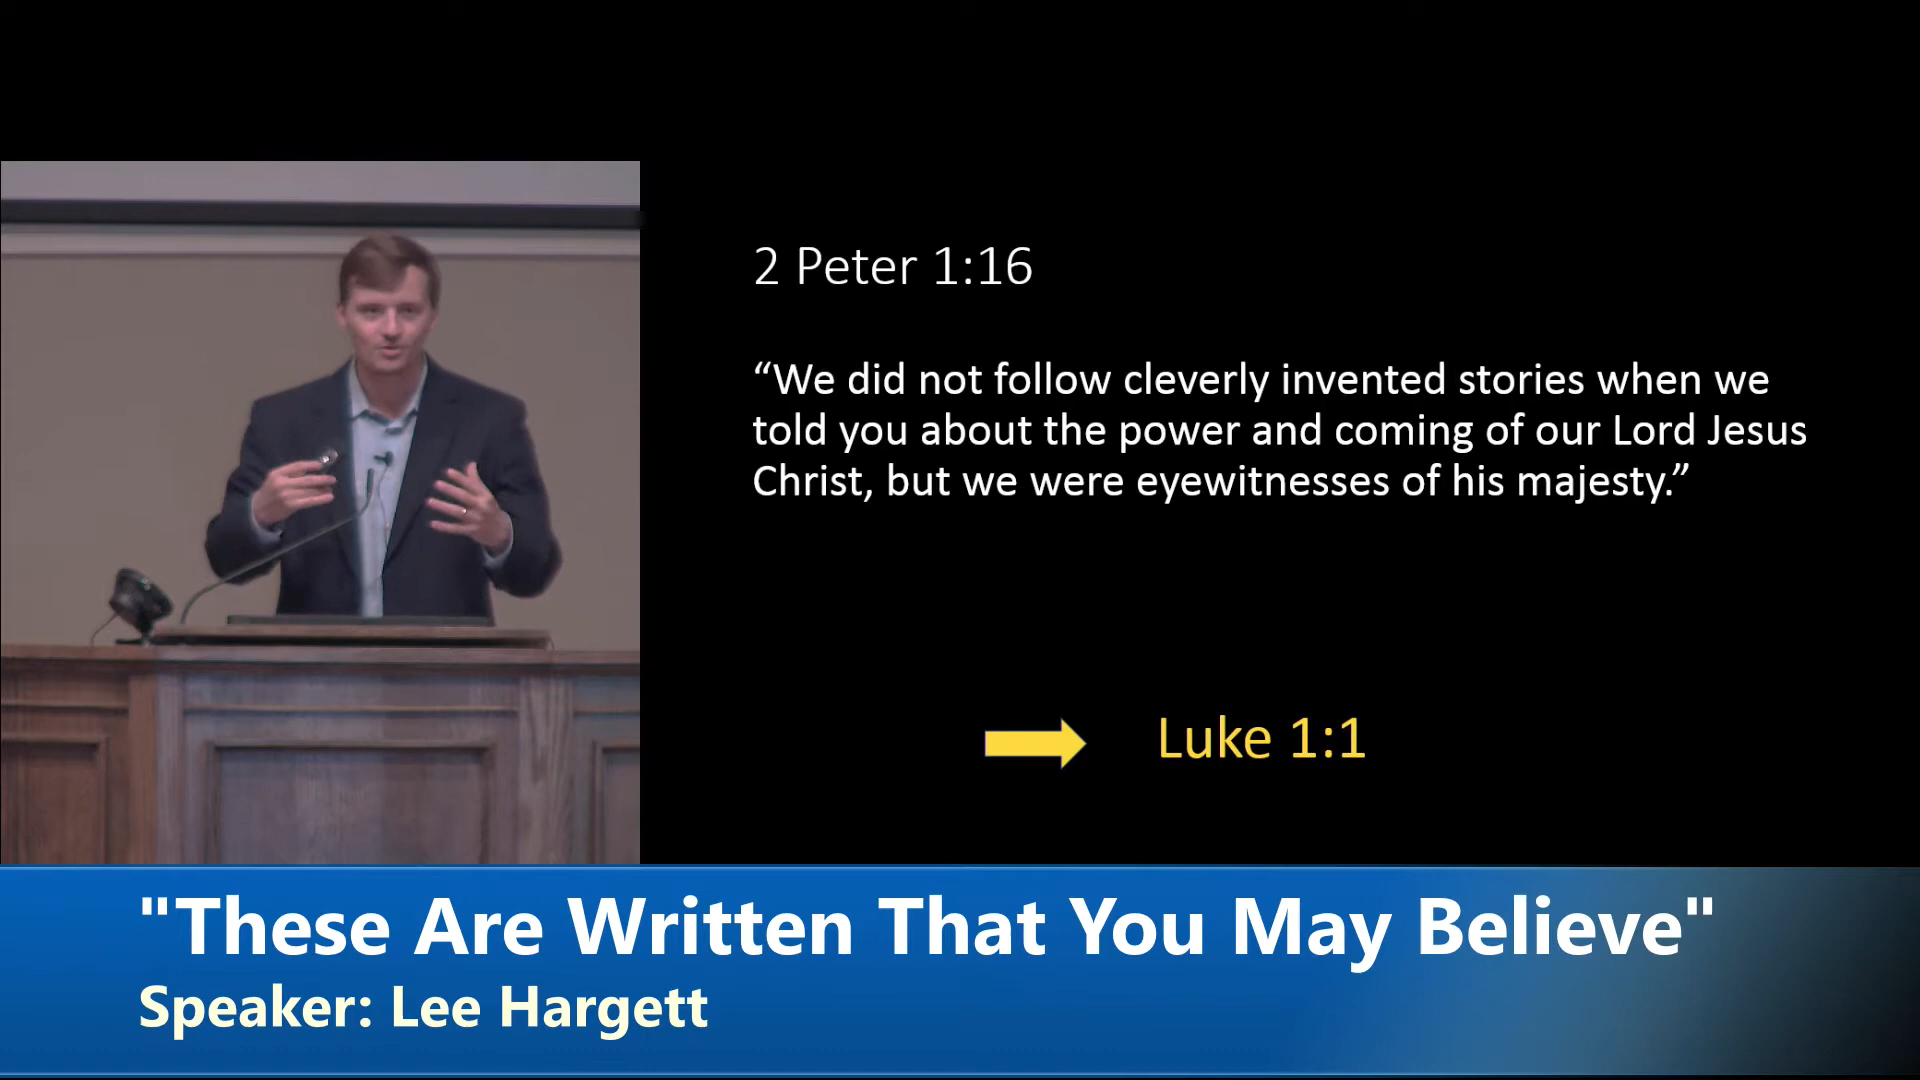 2 Peter 1:16
“We did not follow cleverly invented stories when we
told you about the power and coming of our Lord Jesus
Christ, but we were eyewitnesses of his majesty.”
Luke 1:1
"These Are Written That You May Believe"
Speaker: Lee Hargett